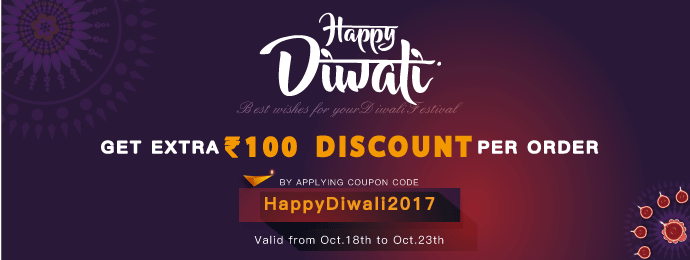 Happy
Diwali
Best wishes for your Diwali Festival
GET EXTRA ₹100 DISCOUNT PER ORDER
BY APPLYING COUPON CODE
HappyDiwali2017
Valid from Oct.18th to Oct.23th